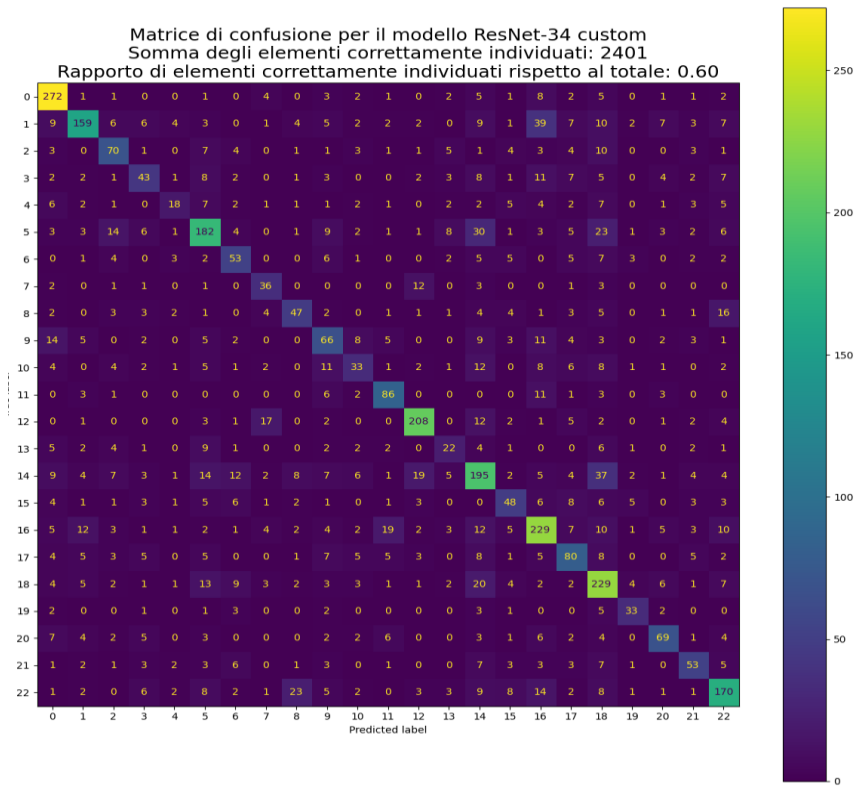 Matrice di confusione per il modello ResNet-34 custom
Somma degli elementi correttamente individuati: 2401
Rapporto di elementi correttamente individuati rispetto al totale: 0.60
0 272 1 1 0 0 1 0 4 0 3 2 1 0 2 5 1 8 2 5 0 1 1 2
1 9 159 6 6 4 3 0 1 4 5 2 2 2 0 9 1 39 7 10 2 7 3 7
2 3 0 70 1 0 7 4 0 1 1 3 1 1 5 1 4 3 4 10 0 0 3 1
3 2 2 1 43 1 8 2 0 1 3 0 0 2 3 8 1 11 7 5 0 4 2 7
4 6 2 1 0 18 7 2 1 1 1 2 1 0 2 2 5 4 2 7 0 1 3 5
5 3 3 14 6 1 182 4 0 1 9 2 1 1 8 30 1 3 5 23 1 3 2 6
6 0 1 4 0 3 2 53 0 0 6 1 0 0 2 5 5 0 5 7 3 0 2 2
7 2 0 1 1 0 1 0 36 0 0 0 0 12 0 0 0 3 0 0 0 0 0 0
8 2 0 3 3 2 1 0 4 47 2 0 1 1 1 4 4 1 3 5 0 1 0 16
9 14 5 0 2 0 5 2 0 0 66 8 5 0 0 9 3 11 4 3 0 2 3 1
10 4 0 4 2 1 5 1 2 0 11 33 1 2 1 12 0 8 6 8 1 1 0 2
11 0 3 1 0 0 0 0 0 0 6 2 86 0 0 0 0 11 1 3 0 3 0 0
12 0 1 0 0 0 3 1 17 0 2 0 0 208 0 12 2 1 5 2 0 1 2 4
13 5 2 4 1 0 9 1 0 0 2 2 2 0 22 4 1 0 0 6 1 0 2 1
14 9 4 7 3 1 14 12 2 8 7 6 1 19 5 195 2 5 4 37 2 1 4 4
15 4 1 1 3 1 5 6 1 2 1 0 1 3 0 0 48 6 8 6 5 0 3 3
16 5 12 3 1 1 2 1 4 2 4 2 19 2 3 12 5 229 7 10 1 5 3 10
17 4 5 3 5 0 5 0 0 1 7 5 5 3 0 8 1 5 80 8 0 0 5 2
18 4 5 2 1 1 13 9 3 2 3 3 1 1 2 20 4 2 2 229 4 6 1 7
19 2 0 0 1 0 1 3 0 0 0 2 0 0 0 3 1 0 0 5 33 2 0 0
20 7 4 2 5 0 3 0 0 0 2 2 6 0 0 3 1 6 2 4 0 69 1 4
21 1 2 1 3 0 3 6 0 1 3 0 1 0 0 7 3 3 1 7 1 0 53 5
22 1 2 0 6 2 8 2 1 23 5 2 0 3 3 9 8 14 2 8 1 1 1 170
0 1 2 3 4 5 6 7 8 9 10 11 12 13 14 15 16 17 18 19 20 21 22
Predicted label
250
200
150
100
50
0